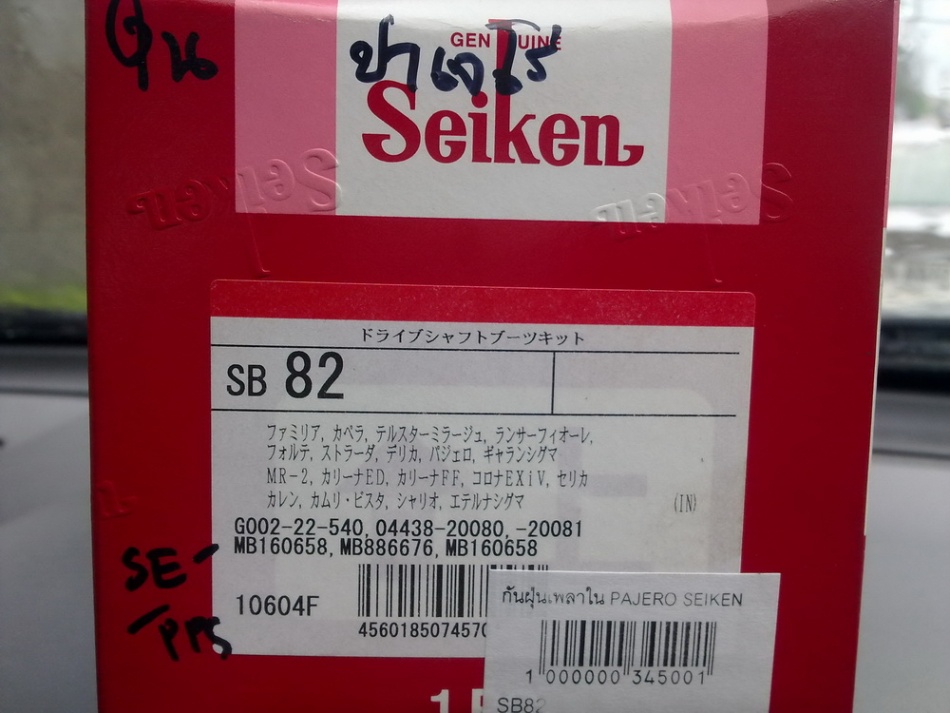 ใน ปาเจโร
GENUINE
Seiken
Seiken Seiken
ドライブシャフトブーツキット
SB 82
ファミリア, カペラ, テルスターミラージュ, ランサーフィオーレ,
フォルテ, ストラーダ, デリカ, パジェロ, ギャランシグマ
MR-2, カリーナED, カリーナFF, コロナEXiV, セリカ
カレン, カムリ・ビスタ, シャリオ, エテルナシグマ (IN)
G002-22-540, 04438-20080, -20081
MB160658, MB886676, MB160658
SE-
10604F
4560185074570
กันฝุ่นเพลาใน PAJERO SEIKEN
1 000000 345001
SB82